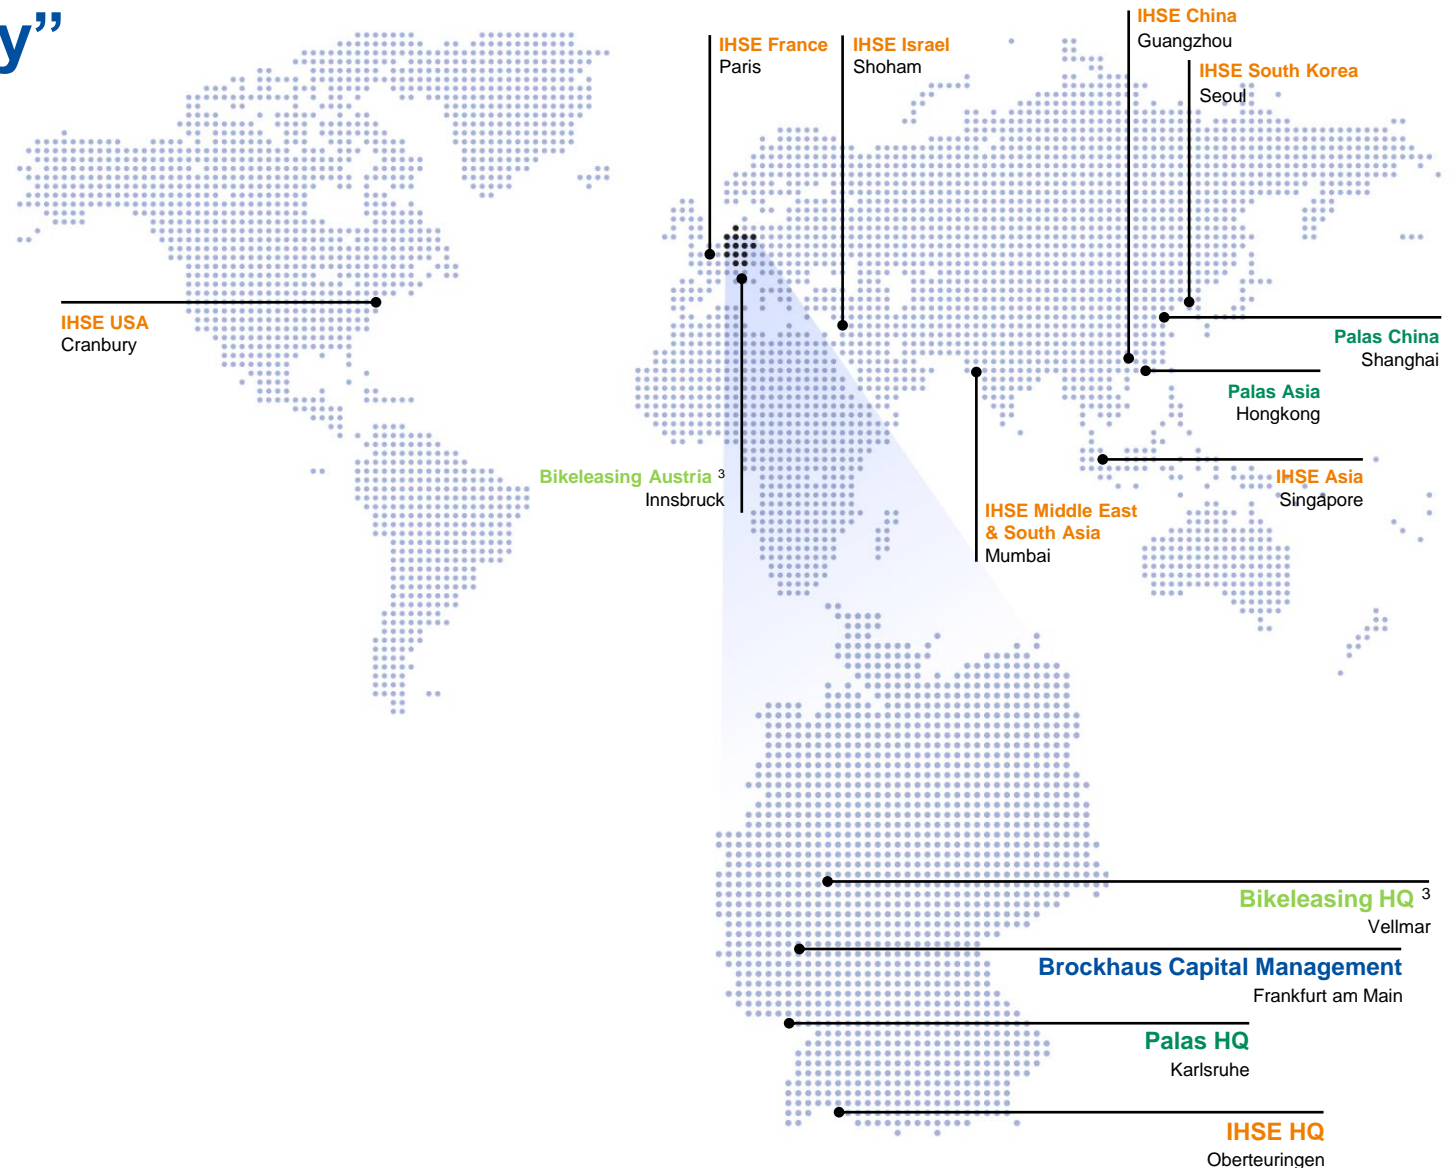 y”
IHSE China
Guangzhou
IHSE France
Paris
IHSE Israel
Shoham
IHSE South Korea
Seoul
IHSE USA
Cranbury
Palas China
Shanghai
Palas Asia
Hongkong
Bikeleasing Austria 3
Innsbruck
IHSE Asia
Singapore
IHSE Middle East
& South Asia
Mumbai
Bikeleasing HQ 3
Vellmar
Brockhaus Capital Management
Frankfurt am Main
Palas HQ
Karlsruhe
IHSE HQ
Oberteuringen